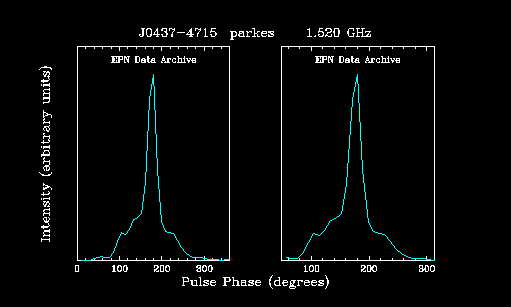 J0437-4715 parkes 1.520 GHz
EPN Data Archive
EPN Data Archive
Intensity (arbitrary units)
0 100 200 300
100 200 300
Pulse Phase (degrees)